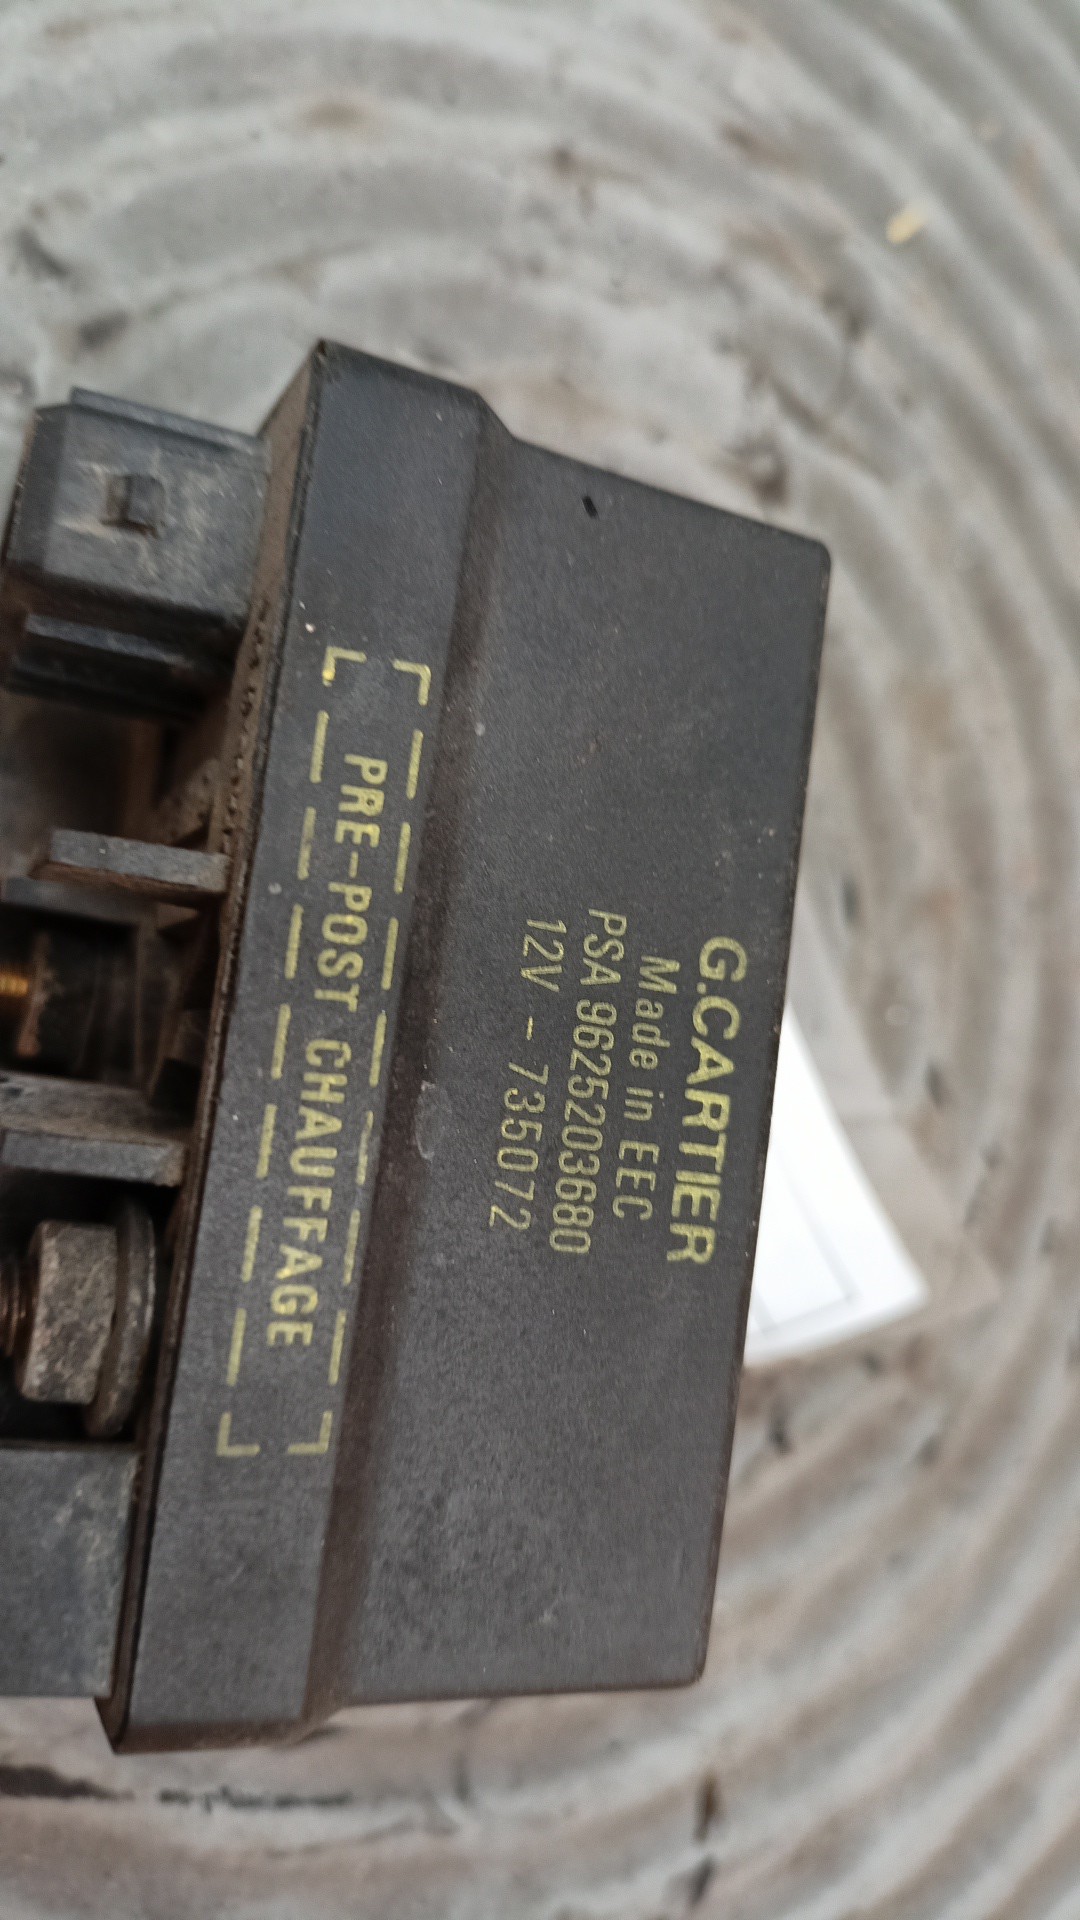 G.CARTIER
Made in EEC
PSA 9625203680
12V - 735072
PRE-POST CHAUFFAGE